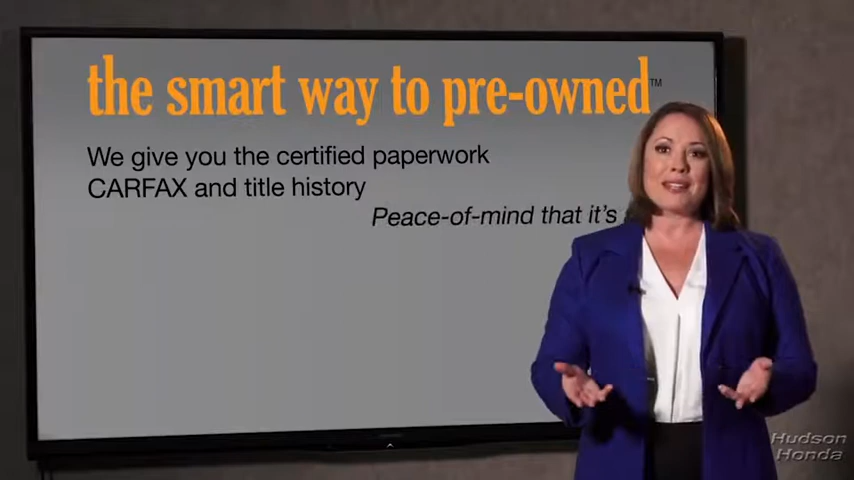 the smart way to pre-owned™
We give you the certified paperwork
CARFAX and title history
Peace-of-mind that it's
Hudson
Honda